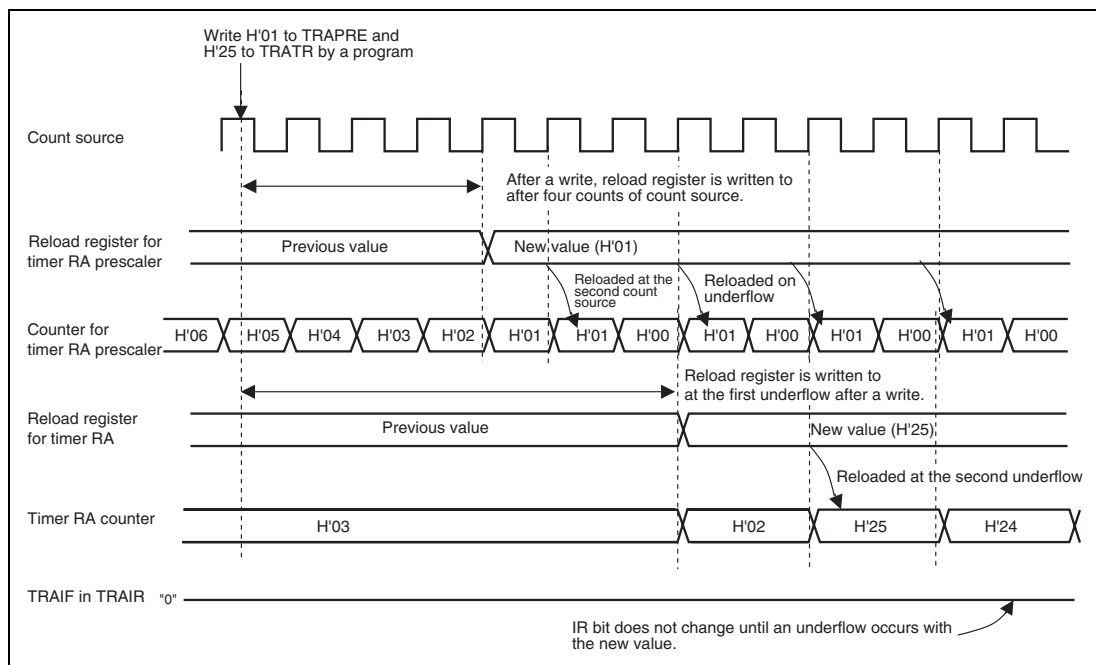 Write H'01 to TRAPRE and
H'25 to TRATR by a program
Count source
After a write, reload register is written to
after four counts of count source.
Reload register for
timer RA prescaler
Previous value
New value (H'01)
Reloaded at the
second count
source
Reloaded on
underflow
Counter for
timer RA prescaler
H'06 H'05 H'04 H'03 H'02 H'01 H'01 H'00 H'01 H'00 H'01 H'00 H'01 H'00
Reload register is written to
at the first underflow after a write.
Reload register
for timer RA
Previous value
New value (H'25)
Reloaded at the second underflow
Timer RA counter
H'03 H'02 H'25 H'24
TRAIF in TRAIR "0"
IR bit does not change until an underflow occurs with
the new value.